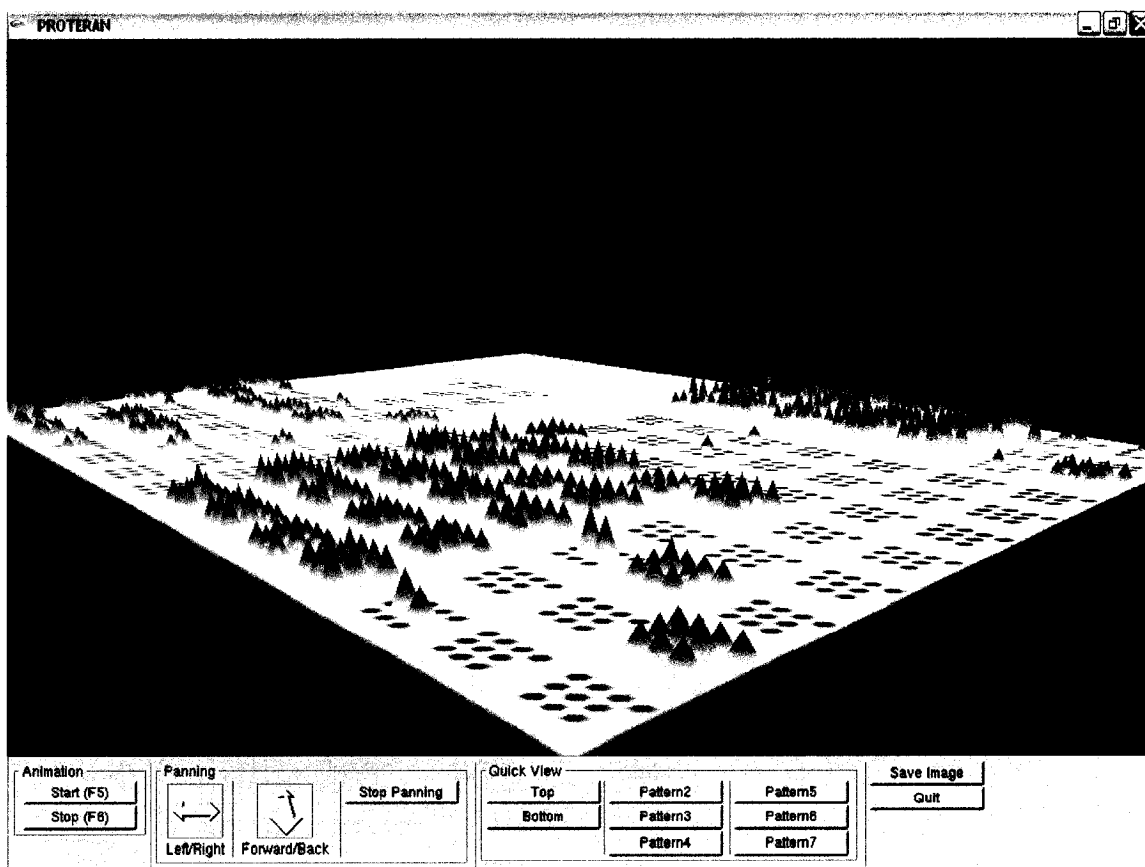 PROTERAN
Animation
Start (F5)
Stop (F6)
Panning
Left/Right
Forward/Back
Stop Panning
Quick View
Top
Bottom
Pattern2
Pattern3
Pattern4
Pattern5
Pattern6
Pattern7
Save Image
Quit